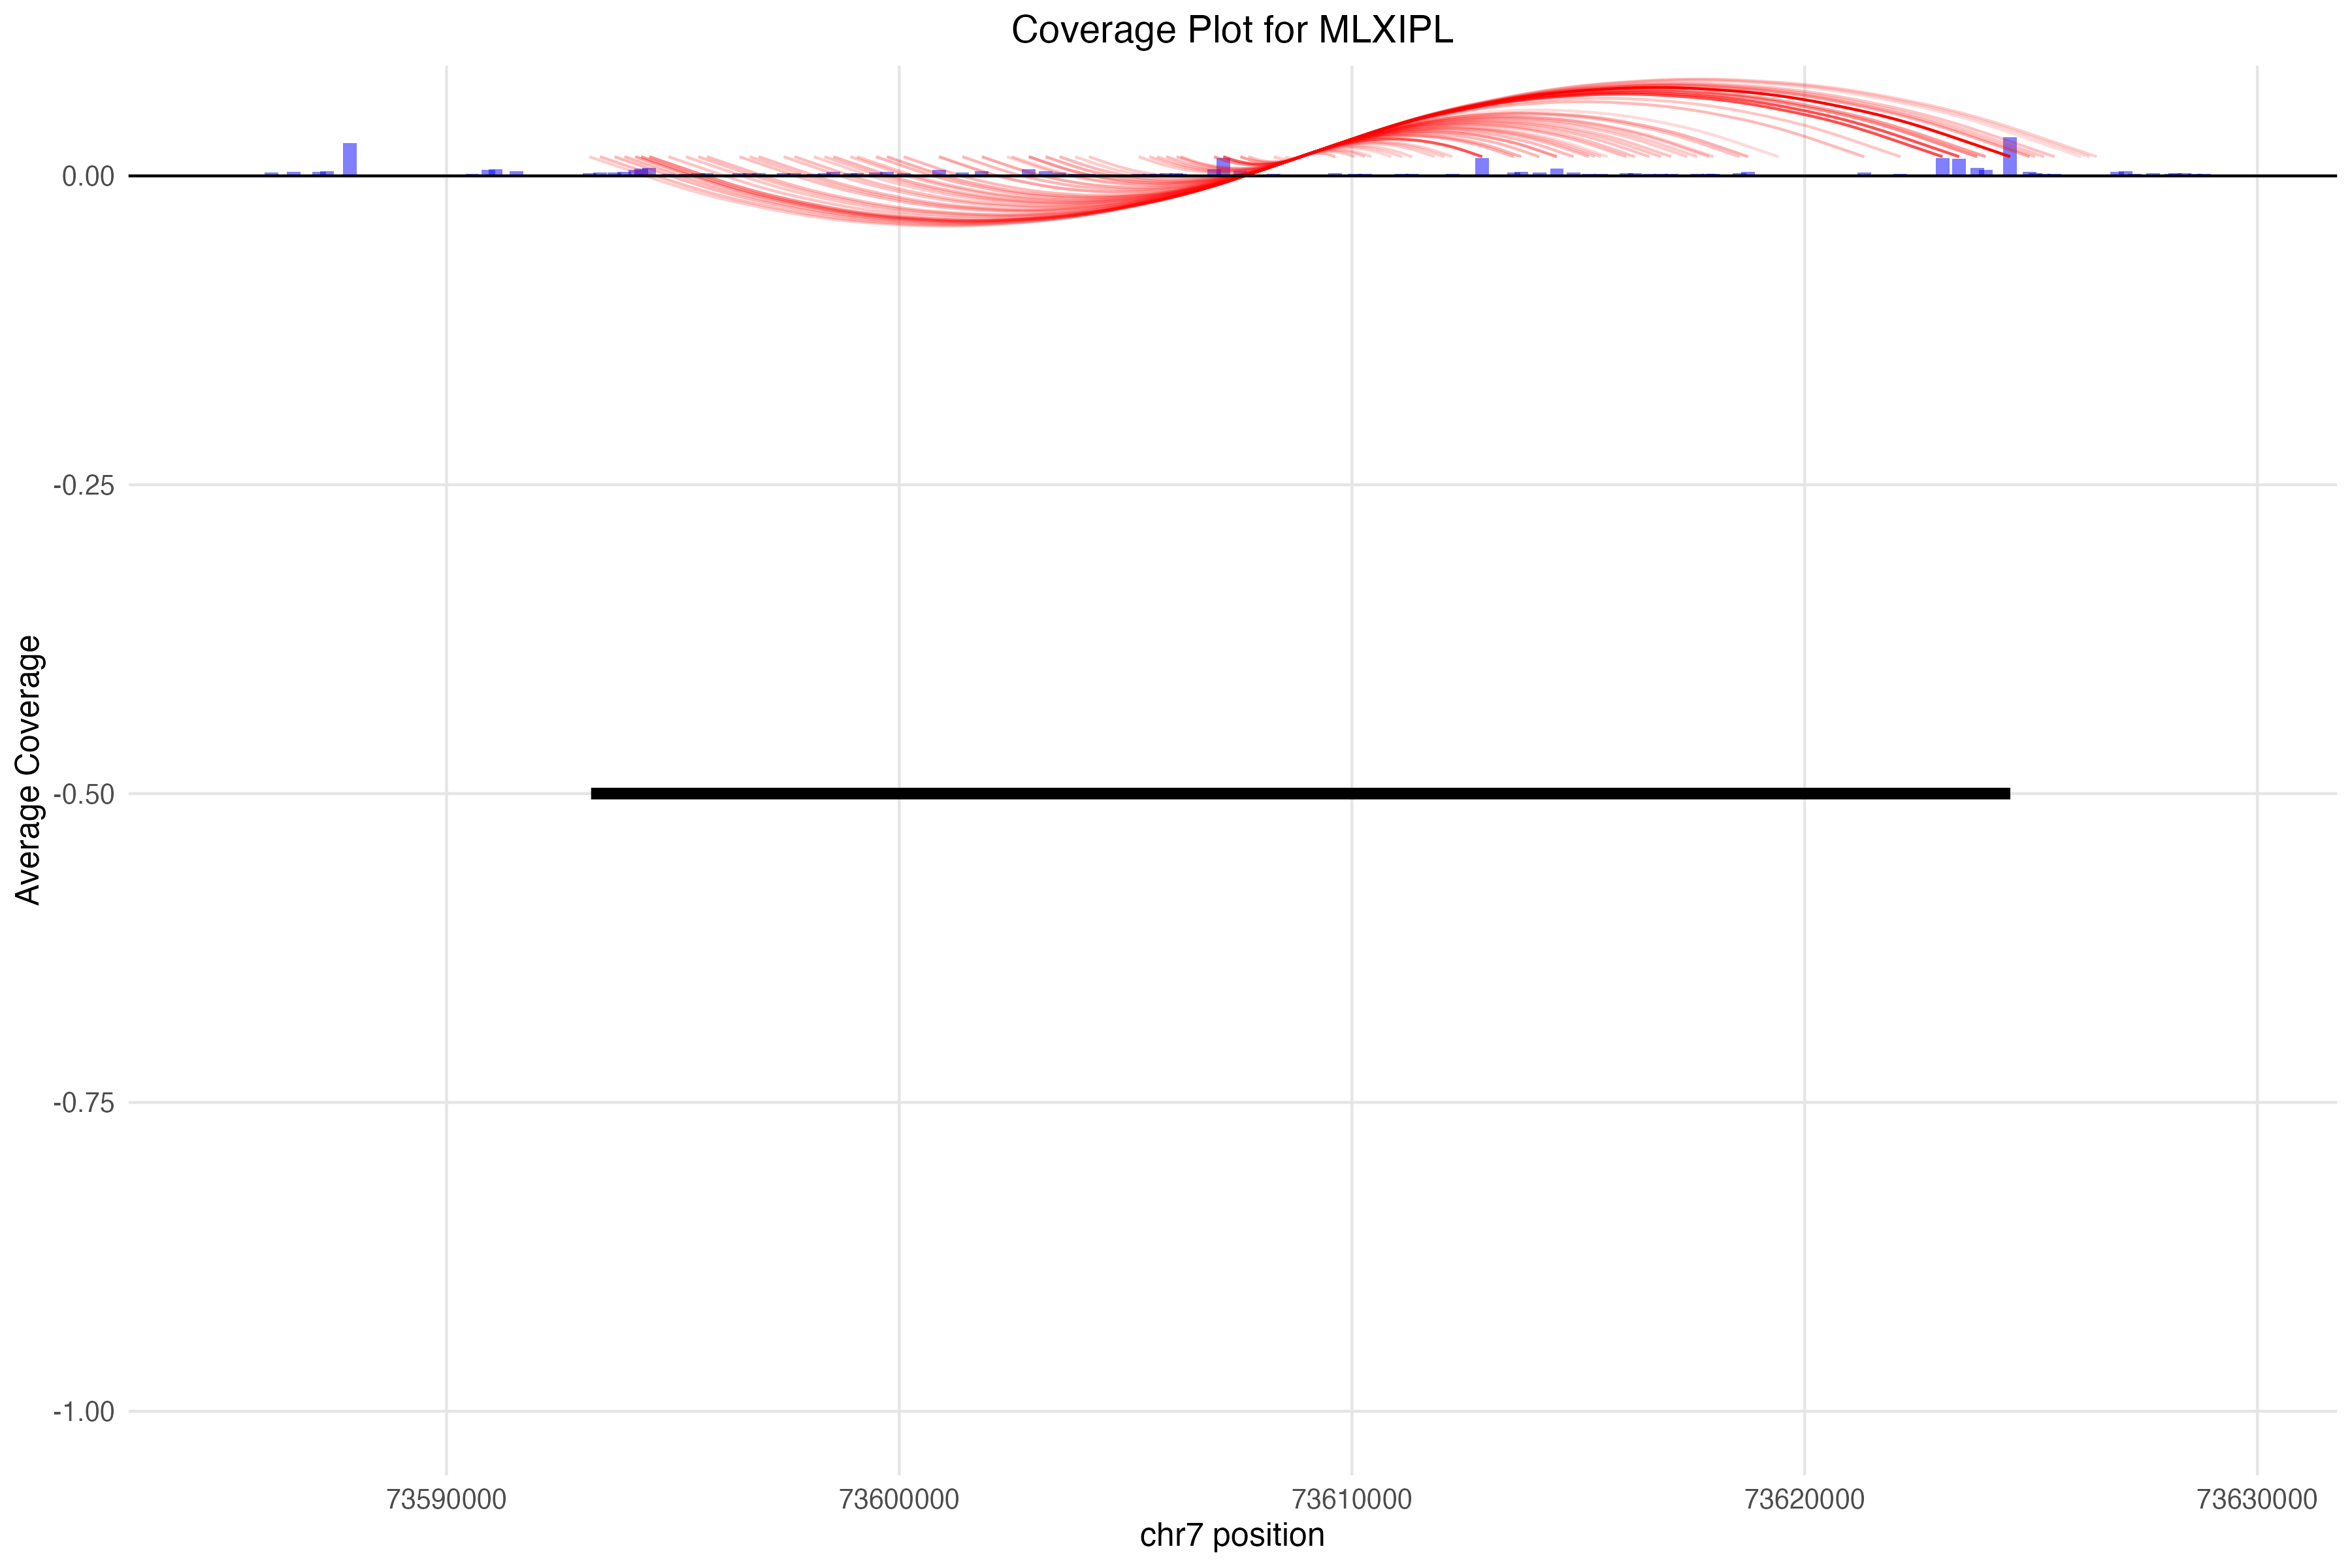 Coverage Plot for MLXIPL
Average Coverage
0.00
-0.25
-0.50
-0.75
-1.00
73590000 73600000 73610000 73620000 73630000
chr7 position